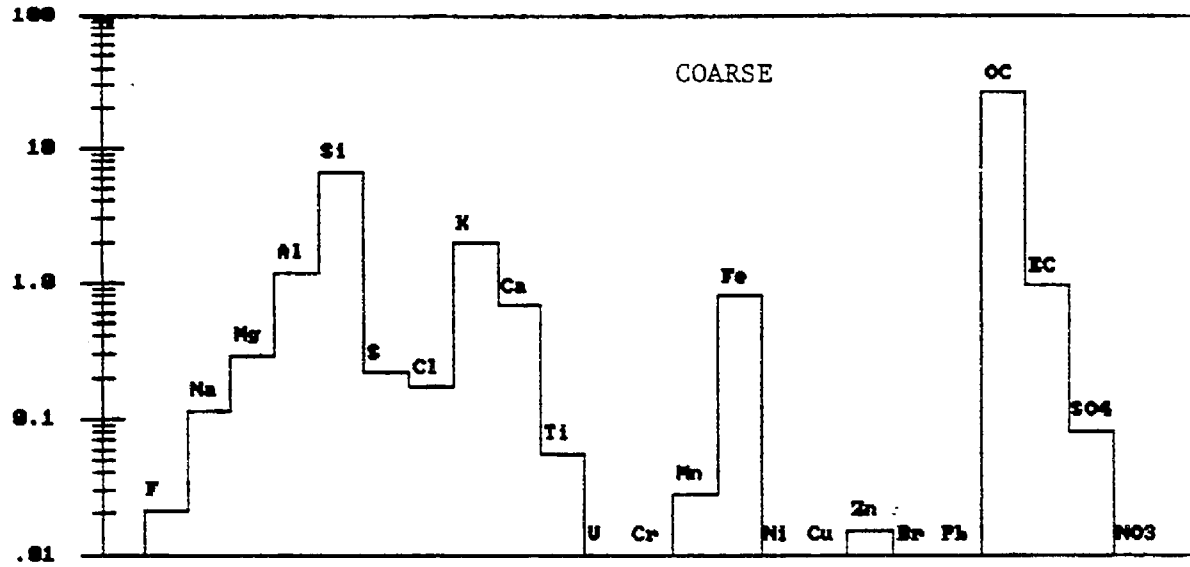 100
COARSE
OC
10
Si
K
Al
Fe
1.0
Ca
EC
Mg
S
Cl
Na
0.1
SO4
Ti
F
Mn
Zn
U
Cr
Ni
Cu
Br
Pb
NO3
.01